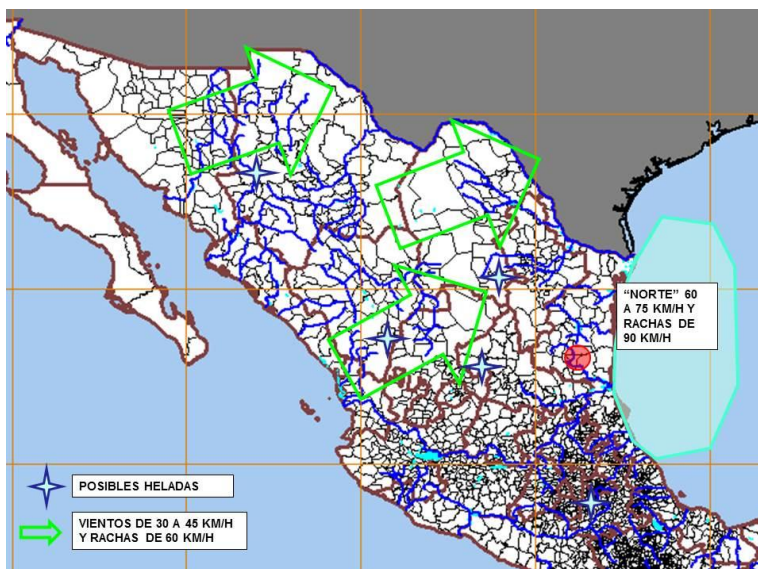 “NORTE” 60
A 75 KM/H Y
RACHAS DE
90 KM/H
POSIBLES HELADAS
VIENTOS DE 30 A 45 KM/H
Y RACHAS DE 60 KM/H